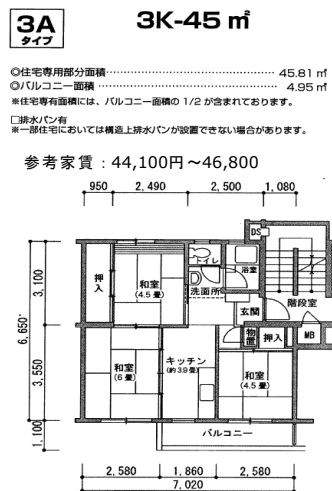 3A
タイプ
3K-45 ㎡
◎住宅専用部分面積 45.81 ㎡
◎バルコニー面積 4.95 ㎡
※住宅専有面積には、バルコニー面積の 1/2 が含まれております。
□排水パン有
※一部住宅においては構造上排水パンが設置できない場合があります。
参考家賃：44,100円～46,800
950 2,490 2,500 1,080
DS
トイレ
浴室
洗面所
押入
和室
(4.5 畳)
階段室
玄関
3,100
6,650
3,550
1,100
物置
押入
MB
和室
(6 畳)
キッチン
(約3.9畳)
和室
(4.5 畳)
バルコニー
2,580 1,860 2,580
7,020